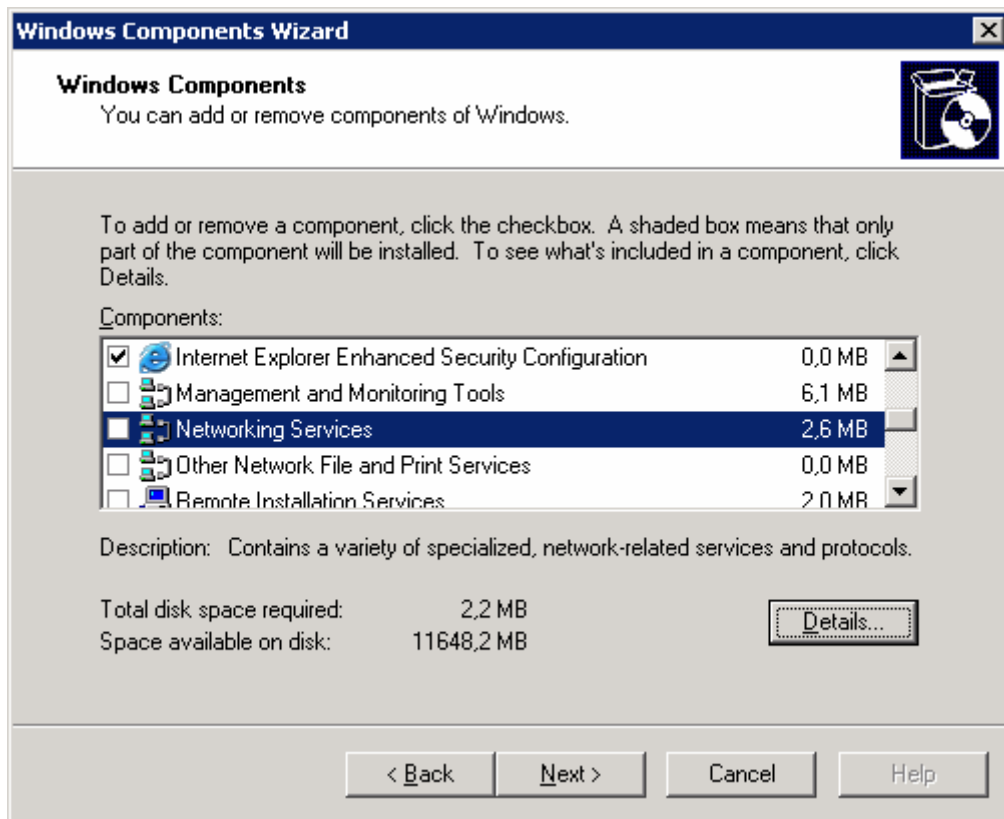 Windows Components Wizard
Windows Components
You can add or remove components of Windows.
To add or remove a component, click the checkbox. A shaded box means that only
part of the component will be installed. To see what's included in a component, click
Details.
Components:
Internet Explorer Enhanced Security Configuration 0,0 MB
Management and Monitoring Tools 6,1 MB
Networking Services 2,6 MB
Other Network File and Print Services 0,0 MB
Remote Installation Services 2,0 MB
Description: Contains a variety of specialized, network-related services and protocols.
Total disk space required: 2,2 MB
Space available on disk: 11648,2 MB
Details...
< Back Next > Cancel Help